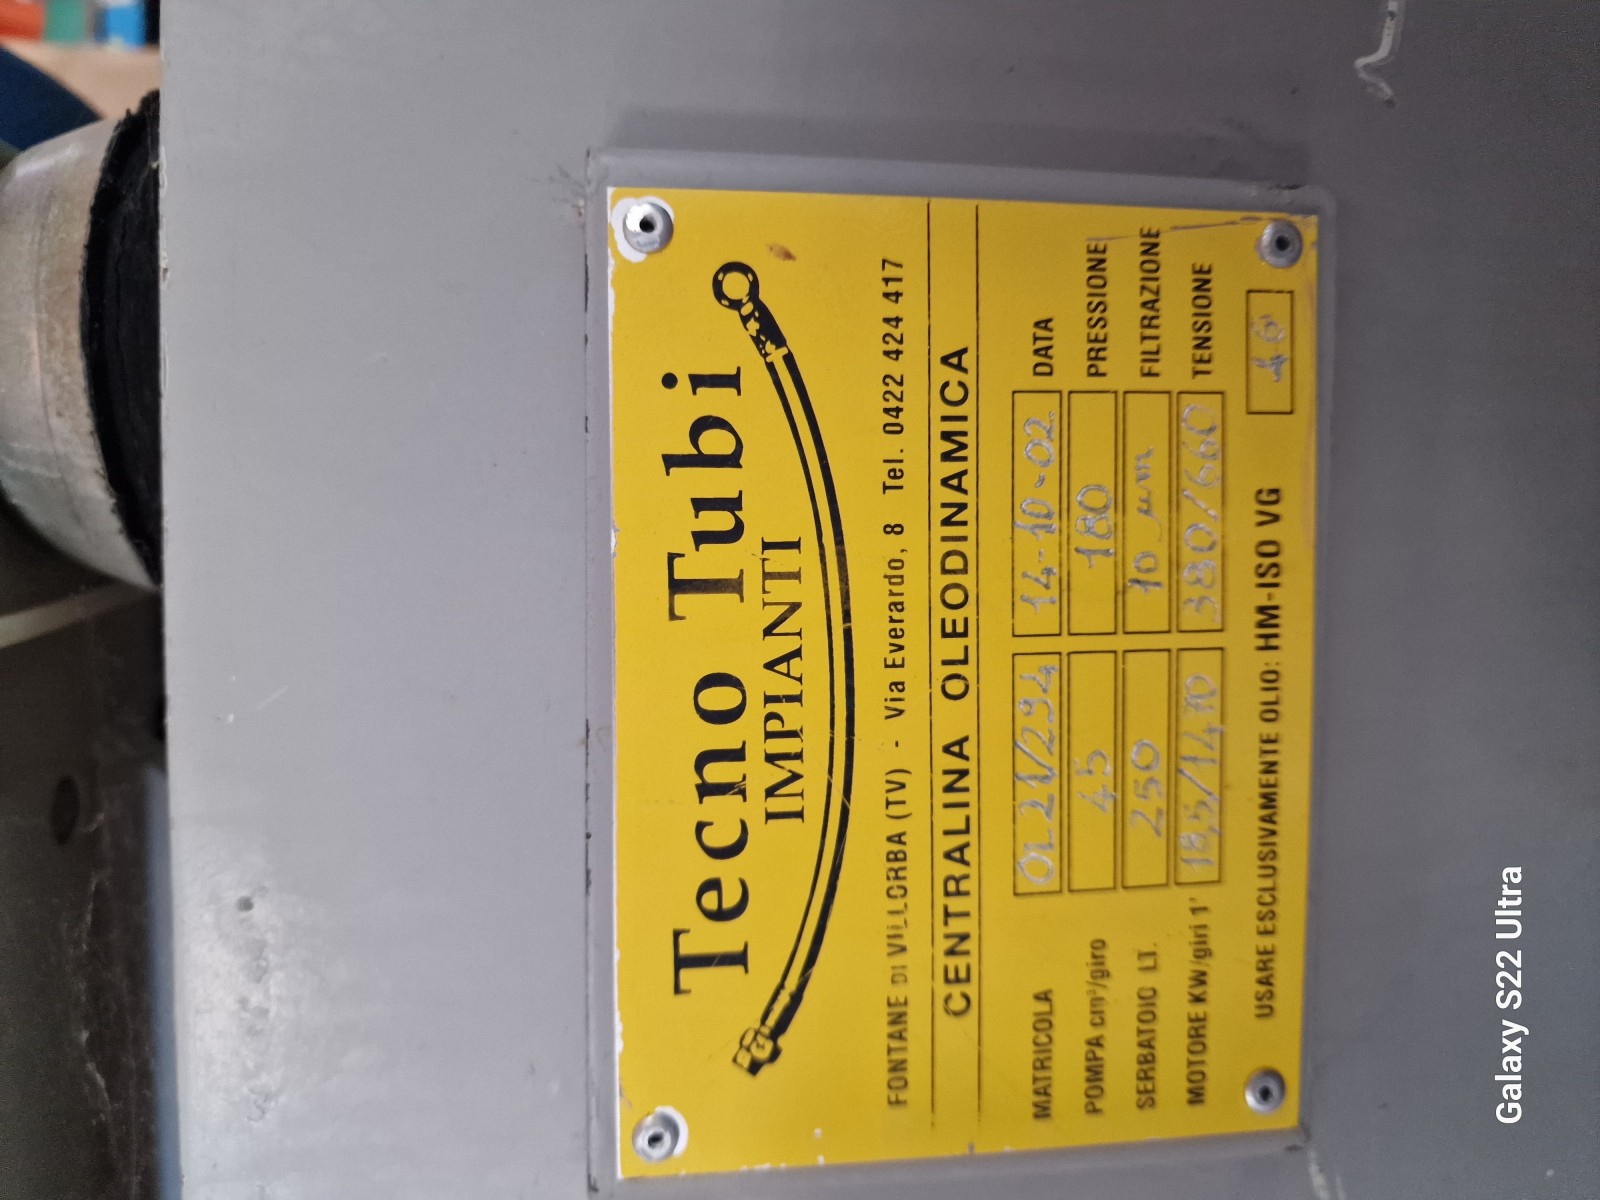 Tecno Tubi
IMPIANTI
FONTANE DI VILLORBA (TV) - Via Everardo, 8 Tel. 0422 424 417
CENTRALINA OLEODINAMICA
MATRICOLA OL21/294 14-10-02 DATA
POMPA cm³/giro 45 180 PRESSIONE
SERBATOIO LT. 250 10 µm FILTRAZIONE
MOTORE KW/giri 1' 18,5/1470 380/660 TENSIONE
USARE ESCLUSIVAMENTE OLIO: HM-ISO VG 46
Galaxy S22 Ultra